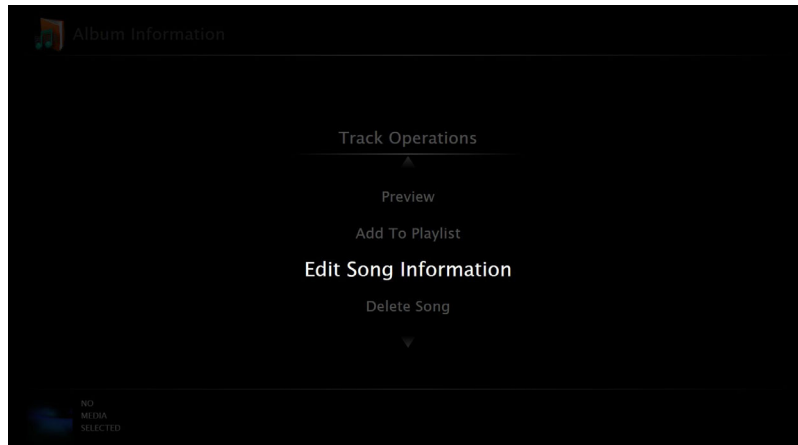 Album Information
Track Operations
Preview
Add To Playlist
Edit Song Information
Delete Song
NO
MEDIA
SELECTED